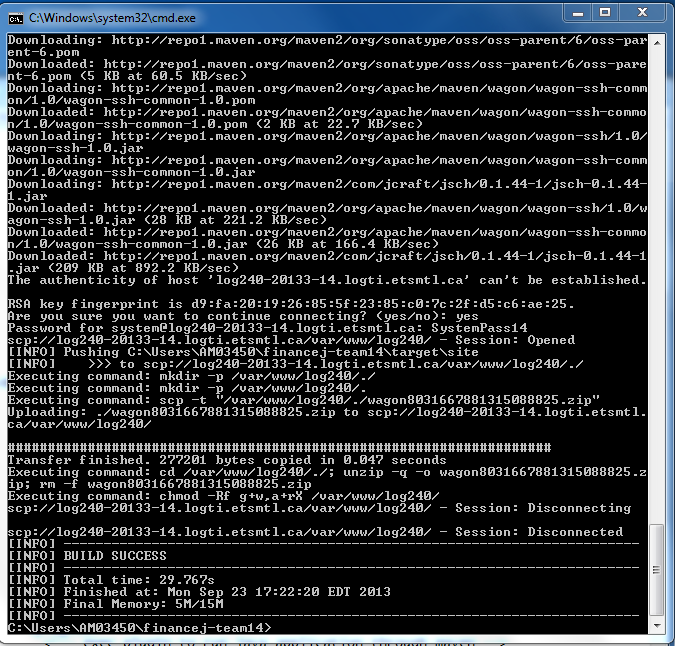 C:\Windows\system32\cmd.exe
Downloading: http://repo1.maven.org/maven2/org/sonatype/oss/oss-par
ent-6.pom
Downloaded: http://repo1.maven.org/maven2/org/sonatype/oss/oss-pare
nt-6.pom (5 KB at 60.5 KB/sec)
Downloading: http://repo1.maven.org/maven2/org/apache/maven/wagon/wagon-ssh-comm
on/1.0/wagon-ssh-common-1.0.pom
Downloaded: http://repo1.maven.org/maven2/org/apache/maven/wagon/wagon-ssh-commo
n/1.0/wagon-ssh-common-1.0.pom (2 KB at 22.7 KB/sec)
Downloading: http://repo1.maven.org/maven2/org/apache/maven/wagon/wagon-ssh/1.0/
wagon-ssh-1.0.jar
Downloading: http://repo1.maven.org/maven2/org/apache/maven/wagon/wagon-ssh-comm
on/1.0/wagon-ssh-common-1.0.jar
Downloading: http://repo1.maven.org/maven2/com/jcraft/jsch/0.1.44-1/jsch-0.1.44-
1.jar
Downloaded: http://repo1.maven.org/maven2/org/apache/maven/wagon/wagon-ssh/1.0/w
agon-ssh-1.0.jar (28 KB at 221.2 KB/sec)
Downloaded: http://repo1.maven.org/maven2/org/apache/maven/wagon/wagon-ssh-commo
n/1.0/wagon-ssh-common-1.0.jar (26 KB at 166.4 KB/sec)
Downloaded: http://repo1.maven.org/maven2/com/jcraft/jsch/0.1.44-1/jsch-0.1.44-1
.jar (209 KB at 892.2 KB/sec)
The authenticity of host 'log240-20133-14.logti.etsmtl.ca' can't be established.
RSA key fingerprint is d9:fa:20:19:26:85:5f:23:85:c0:7c:2f:d5:c6:ae:25.
Are you sure you want to continue connecting? (yes/no): yes
Password for system@log240-20133-14.logti.etsmtl.ca: SystemPass14
scp://log240-20133-14.logti.etsmtl.ca/var/www/log240/ - Session: Opened
[INFO] Pushing C:\Users\AM03450\financej-team14\target\site
[INFO]    >>> to scp://log240-20133-14.logti.etsmtl.ca/var/www/log240/./
Executing command: mkdir -p /var/www/log240/./
Executing command: mkdir -p /var/www/log240/.
Executing command: scp -t "/var/www/log240/./wagon8031667881315088825.zip"
Uploading: ./wagon8031667881315088825.zip to scp://log240-20133-14.logti.etsmtl.
ca/var/www/log240/
####################################################################
Transfer finished. 277201 bytes copied in 0.047 seconds
Executing command: cd /var/www/log240/./; unzip -q -o wagon8031667881315088825.z
ip; rm -f wagon8031667881315088825.zip
Executing command: chmod -Rf g+w,a+rX /var/www/log240/
scp://log240-20133-14.logti.etsmtl.ca/var/www/log240/ - Session: Disconnecting
scp://log240-20133-14.logti.etsmtl.ca/var/www/log240/ - Session: Disconnected
[INFO] ------------------------------------------------------------------------
[INFO] BUILD SUCCESS
[INFO] ------------------------------------------------------------------------
[INFO] Total time: 29.767s
[INFO] Finished at: Mon Sep 23 17:22:20 EDT 2013
[INFO] Final Memory: 5M/15M
[INFO] ------------------------------------------------------------------------
C:\Users\AM03450\financej-team14>